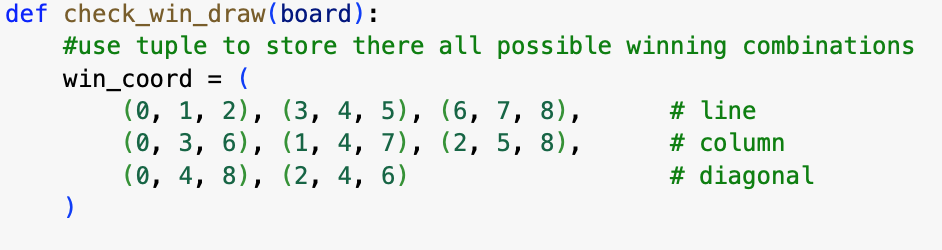 def check_win_draw(board):
    #use tuple to store there all possible winning combinations
    win_coord = (
        (0, 1, 2), (3, 4, 5), (6, 7, 8),      # line
        (0, 3, 6), (1, 4, 7), (2, 5, 8),      # column
        (0, 4, 8), (2, 4, 6)                  # diagonal
    )